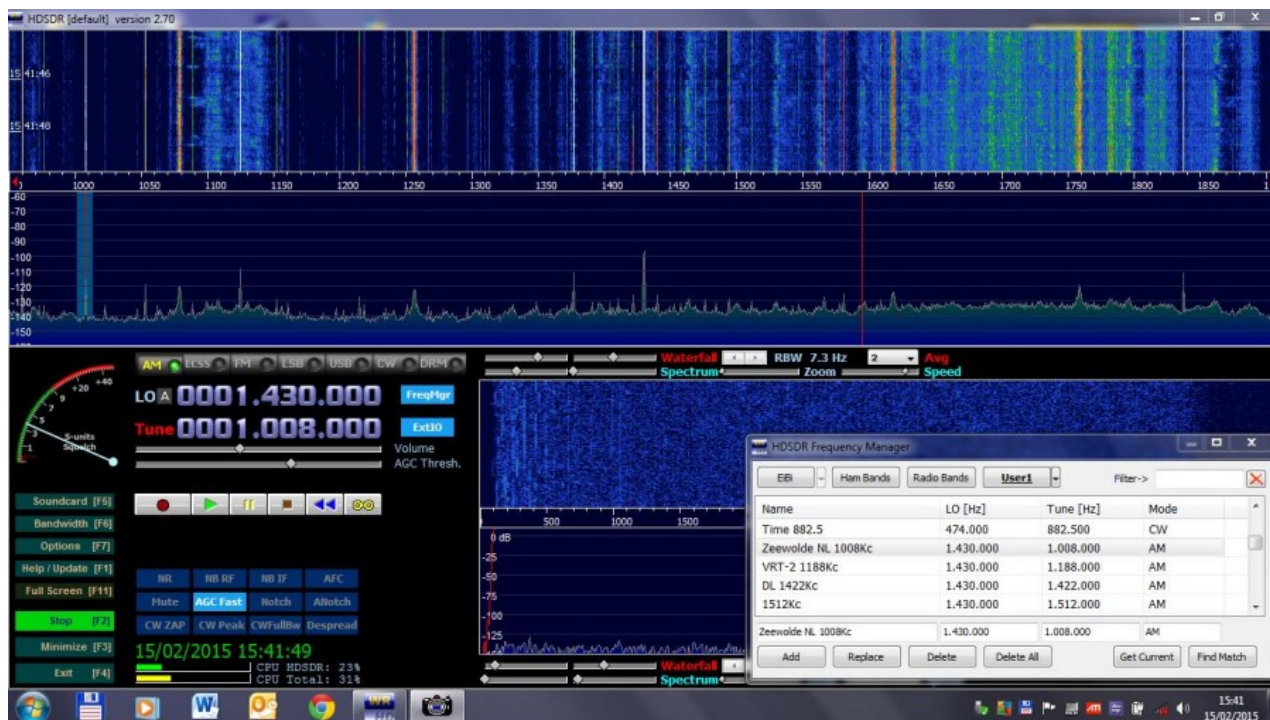 HDSDR [default] version 2.70
15:41:46
15:41:48
1000 1050 1100 1150 1200 1250 1300 1350 1400 1450 1500 1550 1600 1650 1700 1750 1800 1850
-60
-70
-80
-90
-100
-110
-120
-130
-140
-150
AM ECSS FM LSB USB CW DRM
Waterfall RBW 7.3 Hz 2 Avg
Spectrum Zoom Speed
+20 +40
9
7
5
3
1
S-units
Squelch
LO A 0001.430.000 FreqMgr
Tune 0001.008.000 ExtIO
Volume
AGC Thresh.
Soundcard [F5]
Bandwidth [F6]
Options [F7]
Help / Update [F1]
Full Screen [F11]
Stop [F2]
Minimize [F3]
Exit [F4]
NR NB RF NB IF AFC
Mute AGC Fast Notch ANotch
CW ZAP CW Peak CWFullBw Despread
15/02/2015 15:41:49
CPU HDSDR: 23%
CPU Total: 31%
500 1000 1500
0 dB
-25
-50
-75
-100
-125
Waterfall
Spectrum
HDSDR Frequency Manager
EiBi Ham Bands Radio Bands User1 Filter->
Name LO [Hz] Tune [Hz] Mode
Time 882.5 474.000 882.500 CW
Zeewolde NL 1008Kc 1.430.000 1.008.000 AM
VRT-2 1188Kc 1.430.000 1.188.000 AM
DL 1422Kc 1.430.000 1.422.000 AM
1512Kc 1.430.000 1.512.000 AM
Zeewolde NL 1008Kc 1.430.000 1.008.000 AM
Add Replace Delete Delete All Get Current Find Match
15:41
15/02/2015